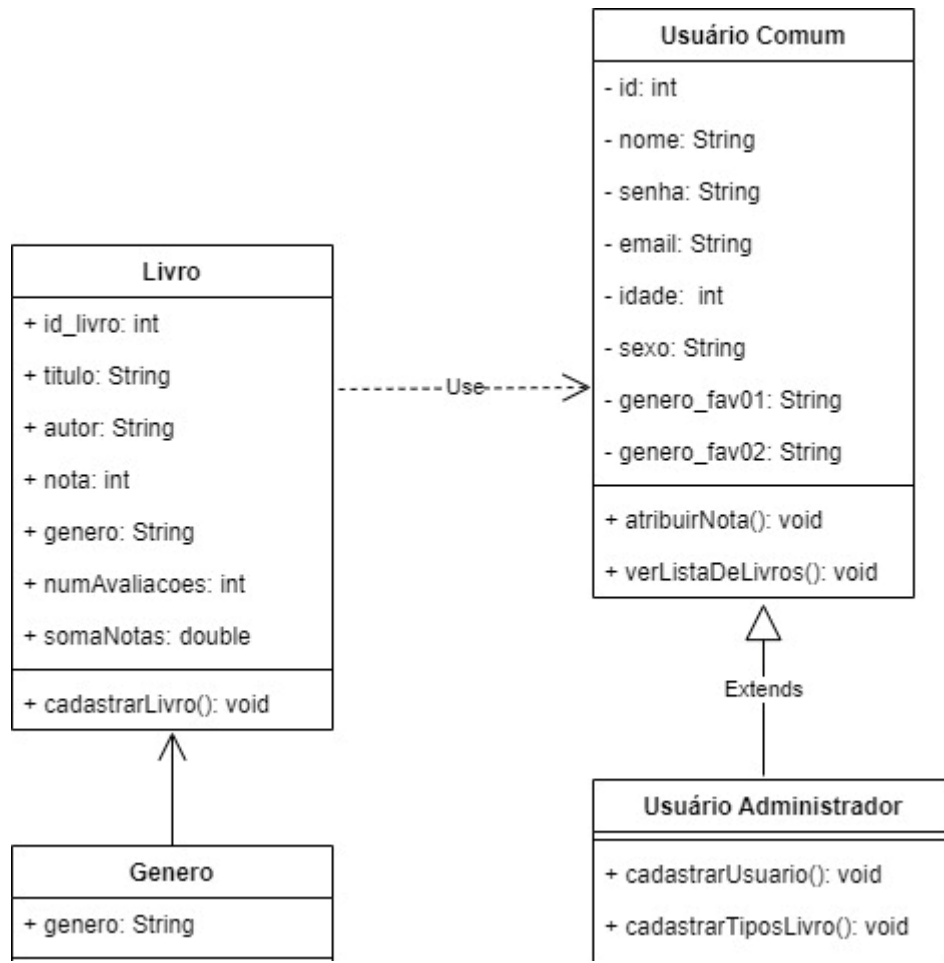 Usuário Comum
- id: int
- nome: String
- senha: String
- email: String
- idade:  int
- sexo: String
- genero_fav01: String
- genero_fav02: String
+ atribuirNota(): void
+ verListaDeLivros(): void
Livro
+ id_livro: int
+ titulo: String
+ autor: String
+ nota: int
+ genero: String
+ numAvaliacoes: int
+ somaNotas: double
+ cadastrarLivro(): void
Use
Extends
Genero
+ genero: String
Usuário Administrador
+ cadastrarUsuario(): void
+ cadastrarTiposLivro(): void